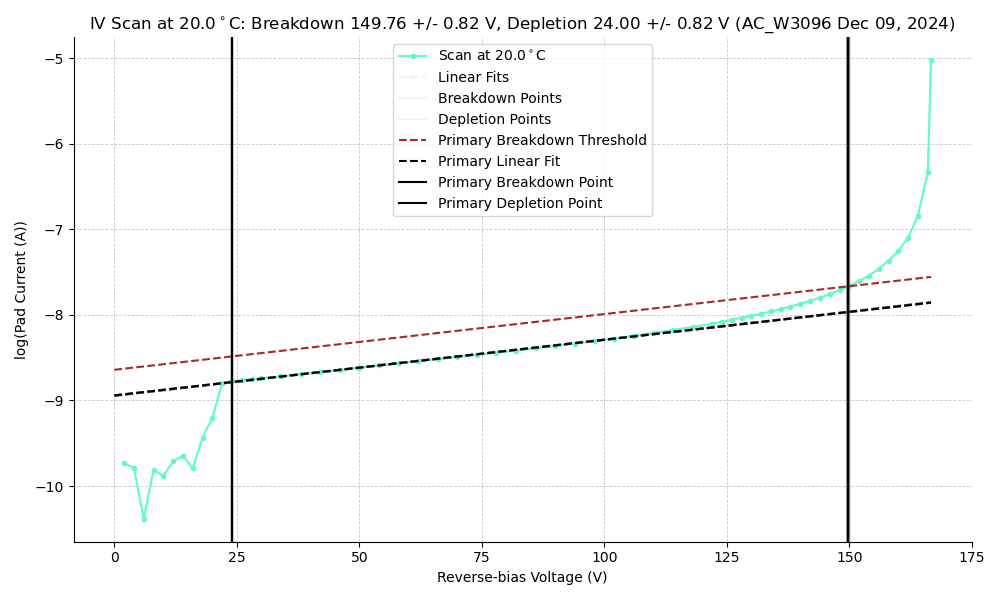 IV Scan at 20.0°C: Breakdown 149.76 +/- 0.82 V, Depletion 24.00 +/- 0.82 V (AC_W3096 Dec 09, 2024)
Scan at 20.0°C
Linear Fits
Breakdown Points
Depletion Points
Primary Breakdown Threshold
Primary Linear Fit
Primary Breakdown Point
Primary Depletion Point
log(Pad Current (A))
−5
−6
−7
−8
−9
−10
0
25
50
75
100
125
150
175
Reverse-bias Voltage (V)